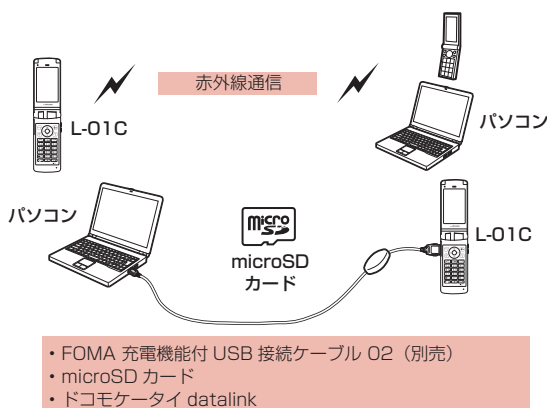 赤外線通信
L-01C
パソコン
パソコン
micro
SD
microSD
カード
L-01C
・FOMA 充電機能付 USB 接続ケーブル 02（別売）
・microSD カード
・ドコモケータイ datalink